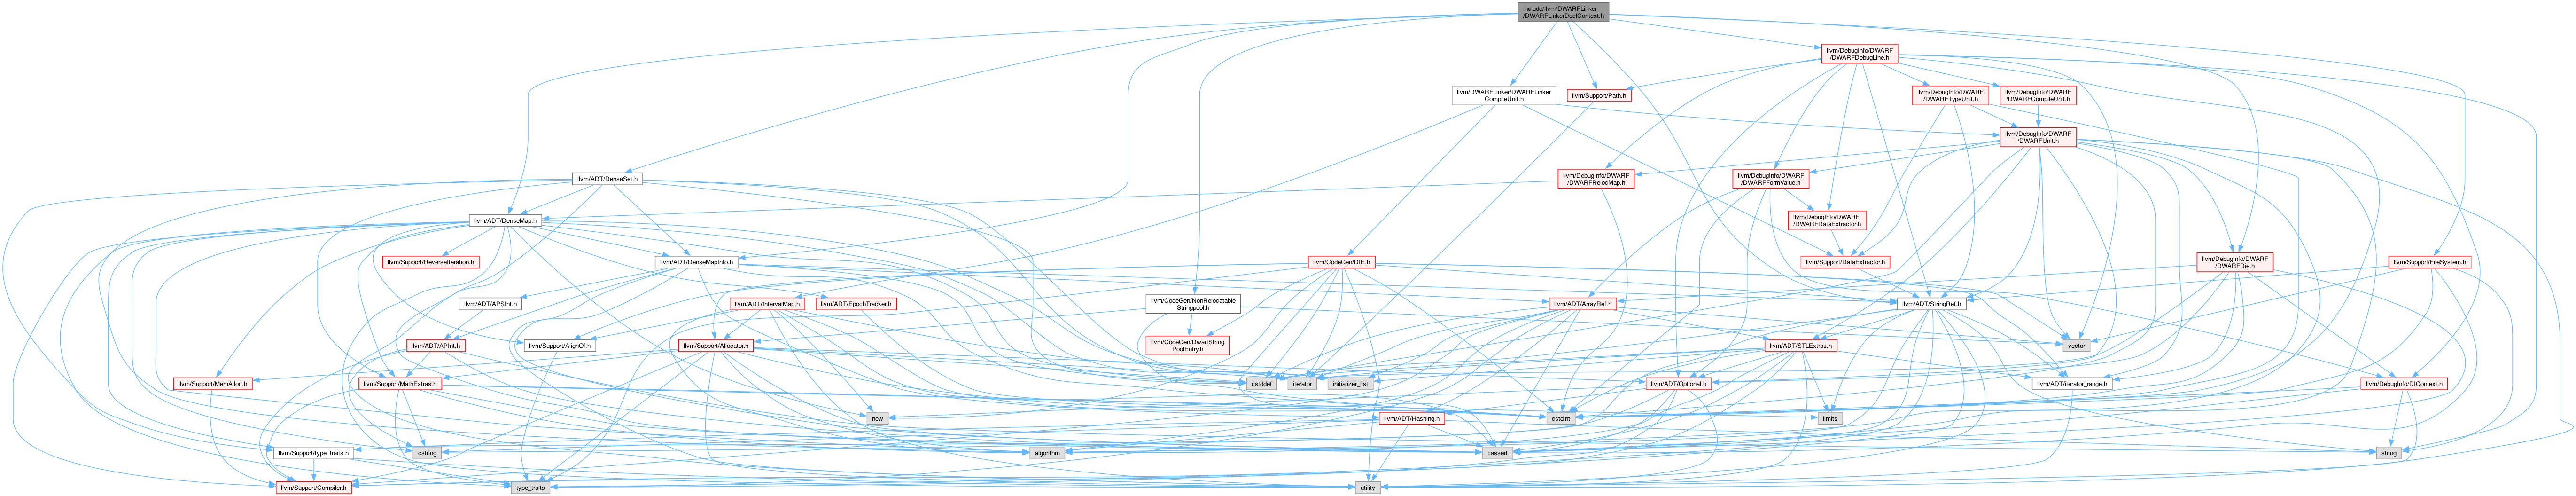 include/llvm/DWARFLinker
/DWARFLinkerDeclContext.h
llvm/DebugInfo/DWARF
/DWARFDebugLine.h
llvm/DWARFLinker/DWARFLinker
CompileUnit.h
llvm/Support/Path.h
llvm/DebugInfo/DWARF
/DWARFTypeUnit.h
llvm/DebugInfo/DWARF
/DWARFCompileUnit.h
llvm/DebugInfo/DWARF
/DWARFUnit.h
llvm/ADT/DenseSet.h
llvm/DebugInfo/DWARF
/DWARFRelocMap.h
llvm/DebugInfo/DWARF
/DWARFFormValue.h
llvm/ADT/DenseMap.h
llvm/DebugInfo/DWARF
/DWARFDataExtractor.h
llvm/Support/ReverseIteration.h
llvm/ADT/DenseMapInfo.h
llvm/CodeGen/DIE.h
llvm/Support/DataExtractor.h
llvm/DebugInfo/DWARF
/DWARFDie.h
llvm/Support/FileSystem.h
llvm/ADT/APSInt.h
llvm/ADT/IntervalMap.h
llvm/ADT/EpochTracker.h
llvm/CodeGen/NonRelocatable
Stringpool.h
llvm/ADT/ArrayRef.h
llvm/ADT/StringRef.h
llvm/ADT/APInt.h
llvm/Support/AlignOf.h
llvm/Support/Allocator.h
llvm/CodeGen/DwarfString
PoolEntry.h
llvm/ADT/STLExtras.h
vector
llvm/Support/MemAlloc.h
llvm/Support/MathExtras.h
cstddef
iterator
initializer_list
llvm/ADT/Optional.h
llvm/ADT/iterator_range.h
llvm/DebugInfo/DIContext.h
new
llvm/ADT/Hashing.h
cstdint
limits
llvm/Support/type_traits.h
cstring
algorithm
cassert
string
llvm/Support/Compiler.h
type_traits
utility